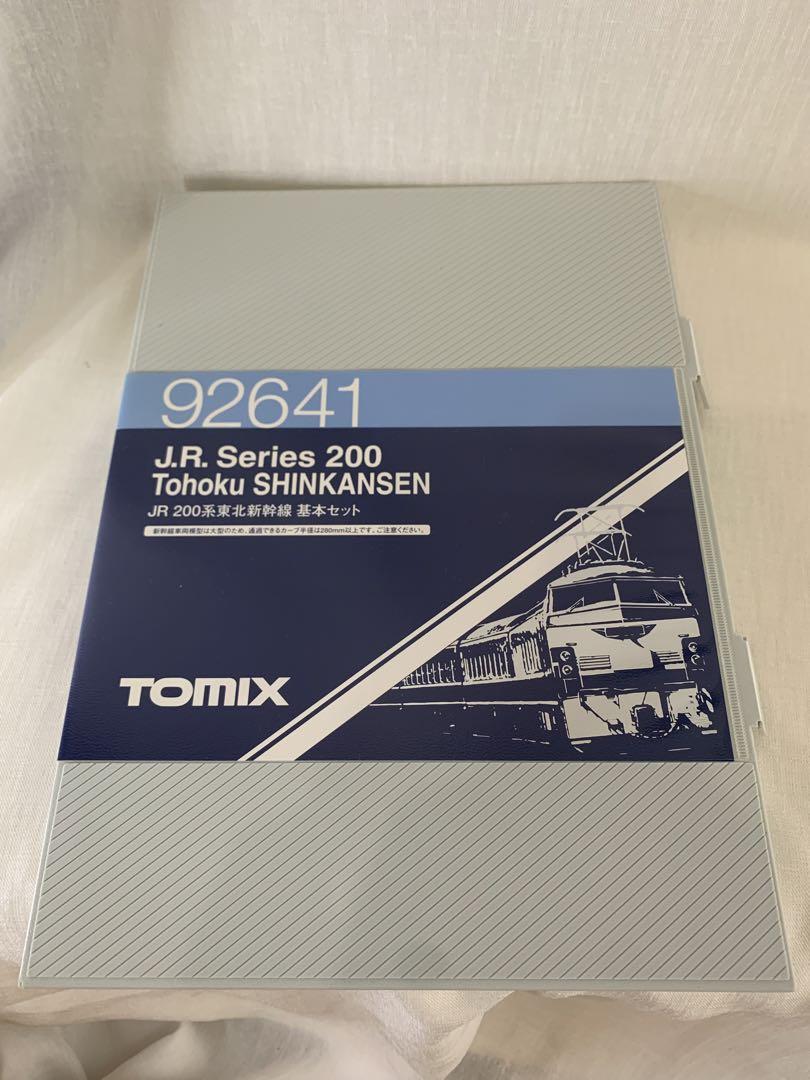 92641
J.R. Series 200
Tohoku SHINKANSEN
JR 200系東北新幹線 基本セット
新幹線車両模型は大型のため、通過できるカーブ半径は280mm以上です。ご注意ください。
TOMIX